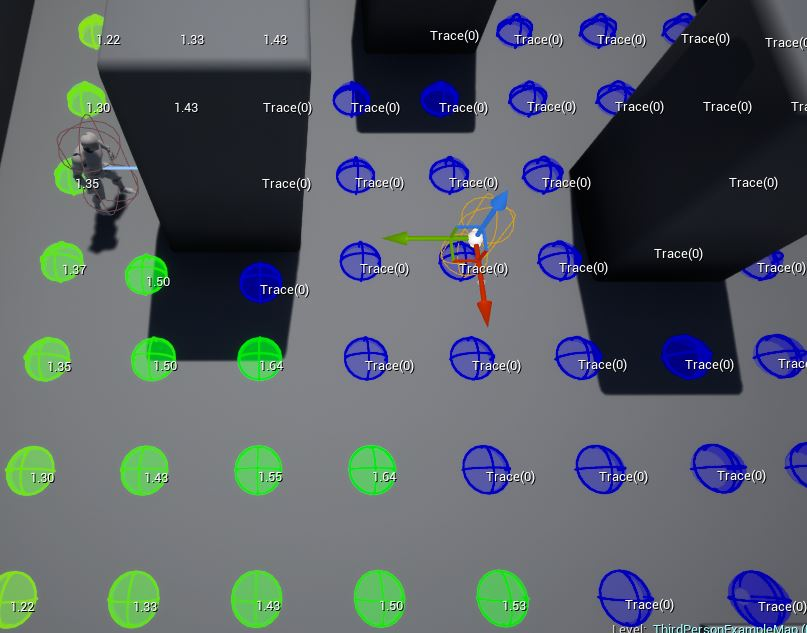 1.22 1.33 1.43 Trace(0) Trace(0) Trace(0) Trace(0) Trace(
1.30 1.43 Trace(0) Trace(0) Trace(0) Trace(0) Trace(0) Trace(0) Tra
1.35 Trace(0) Trace(0) Trace(0) Trace(0) Trace(0)
1.37 1.50 Trace(0) Trace(0) Trace(0) Trace(0) Trace(0) Trace(0)
1.35 1.50 1.64 Trace(0) Trace(0) Trace(0) Trace(0) Trace
1.30 1.43 1.55 1.64 Trace(0) Trace(0) Trace(0)
1.22 1.33 1.43 1.50 1.53 Trace(0) Trace(0)
Level: ThirdPersonExampleMap (